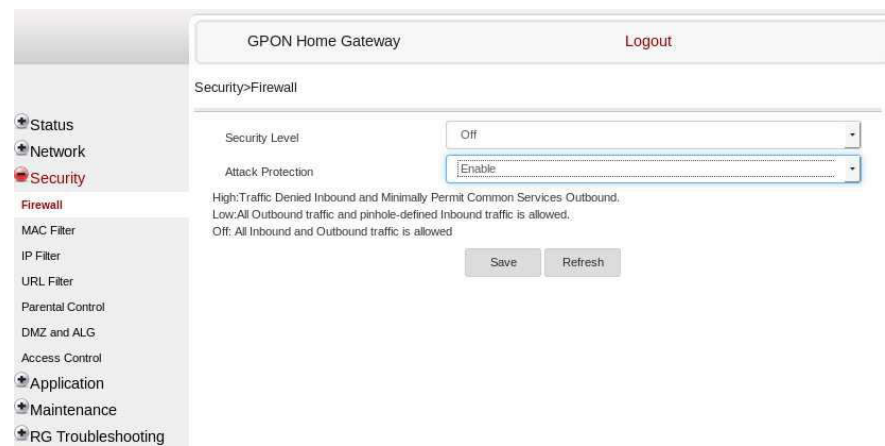 GPON Home Gateway
Logout
Security>Firewall
Status
Network
Security
Firewall
MAC Filter
IP Filter
URL Filter
Parental Control
DMZ and ALG
Access Control
Application
Maintenance
RG Troubleshooting
Security Level
Off
Attack Protection
Enable
High:Traffic Denied Inbound and Minimally Permit Common Services Outbound.
Low:All Outbound traffic and pinhole-defined Inbound traffic is allowed.
Off: All Inbound and Outbound traffic is allowed
Save
Refresh